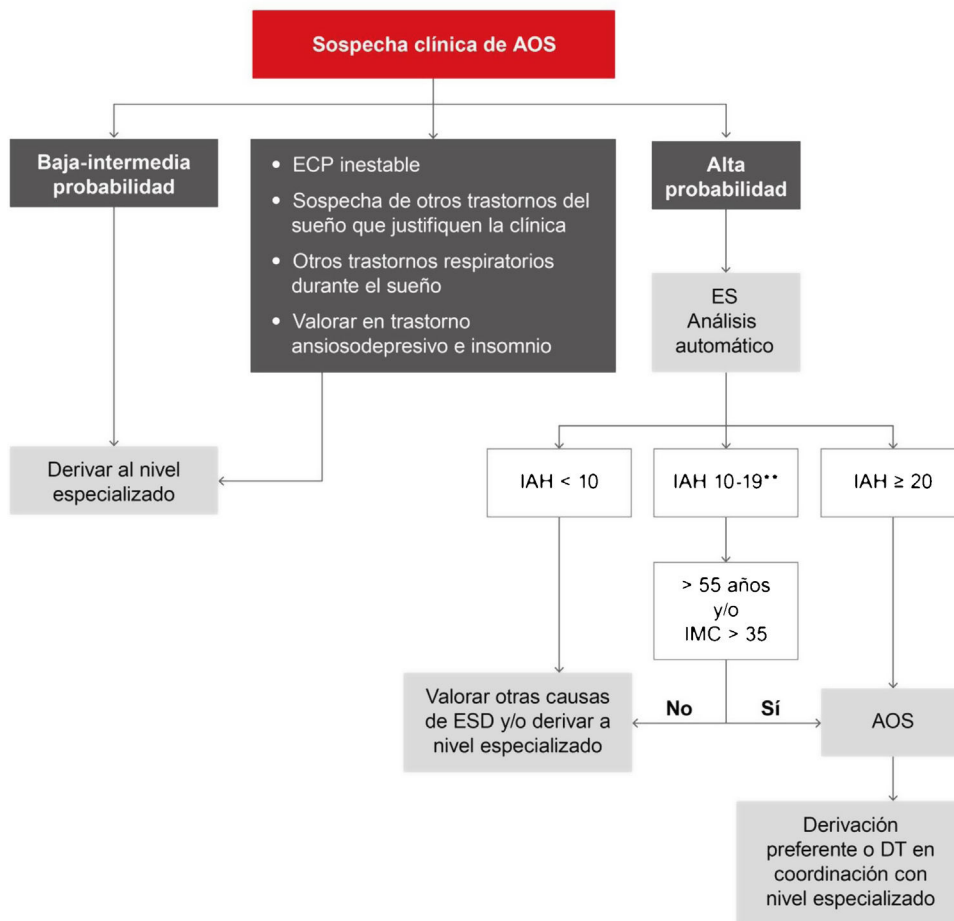 Sospecha clínica de AOS
Baja-intermedia
probabilidad
• ECP inestable
• Sospecha de otros trastornos del
sueño que justifiquen la clínica
• Otros trastornos respiratorios
durante el sueño
• Valorar en trastorno
ansiosodepresivo e insomnio
Alta
probabilidad
ES
Análisis
automático
Derivar al nivel
especializado
IAH < 10
IAH 10-19**
IAH ≥ 20
> 55 años
y/o
IMC > 35
Valorar otras causas
de ESD y/o derivar a
nivel especializado
No
Sí
AOS
Derivación
preferente o DT en
coordinación con
nivel especializado